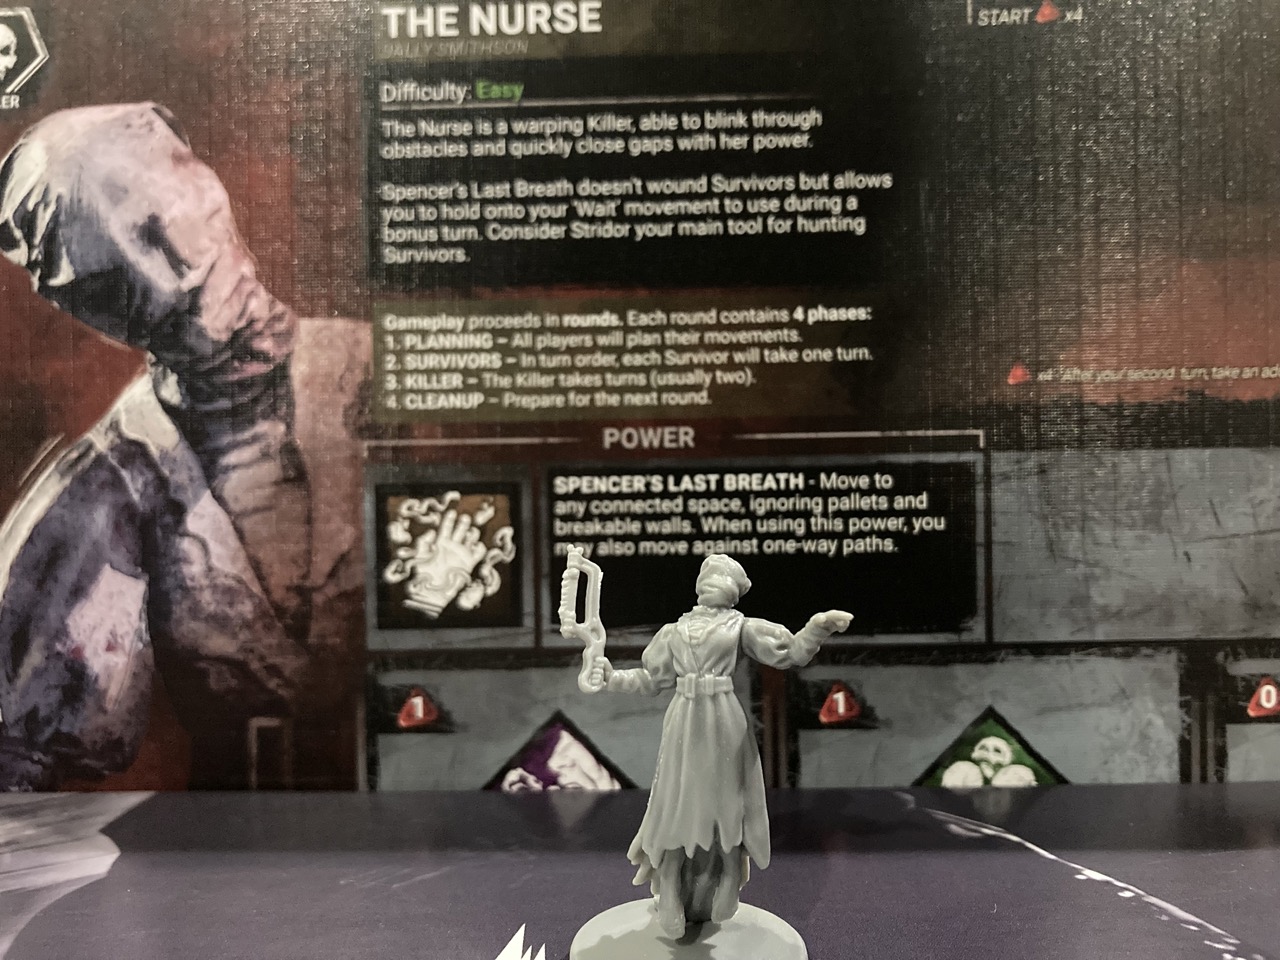 THE NURSE
SALLY SMITHSON
START x4
Difficulty: Easy
The Nurse is a warping Killer, able to blink through
obstacles and quickly close gaps with her power.
Spencer's Last Breath doesn't wound Survivors but allows
you to hold onto your 'Wait' movement to use during a
bonus turn. Consider Stridor your main tool for hunting
Survivors.
Gameplay proceeds in rounds. Each round contains 4 phases:
1. PLANNING – All players will plan their movements.
2. SURVIVORS – In turn order, each Survivor will take one turn.
3. KILLER – The Killer takes turns (usually two).
4. CLEANUP – Prepare for the next round.
x4 After your second turn, take an
POWER
SPENCER'S LAST BREATH - Move to
any connected space, ignoring pallets and
breakable walls. When using this power, you
may also move against one-way paths.
1
1
0